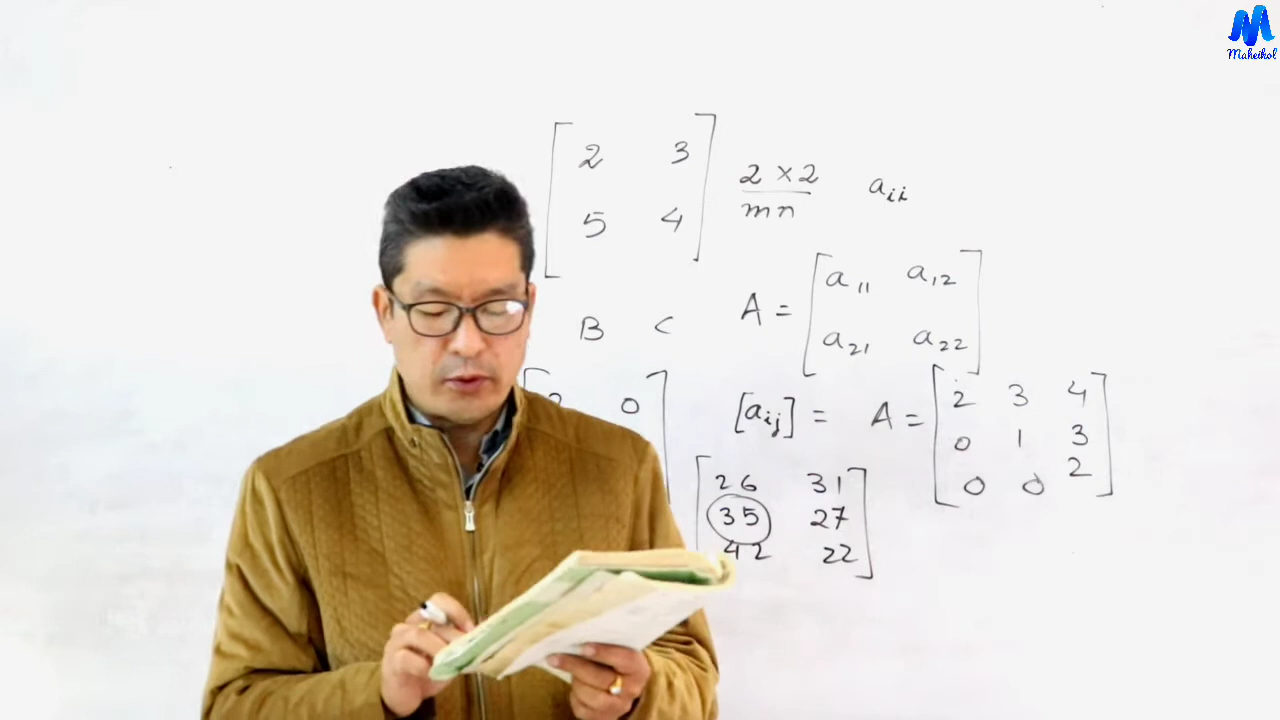 Maheikol
2 3
5 4
2 × 2
mn
aij
A = a11 a12
a21 a22
B C
0
[aij] = A = 2 3 4
0 1 3
0 0 2
26 31
35 27
42 22